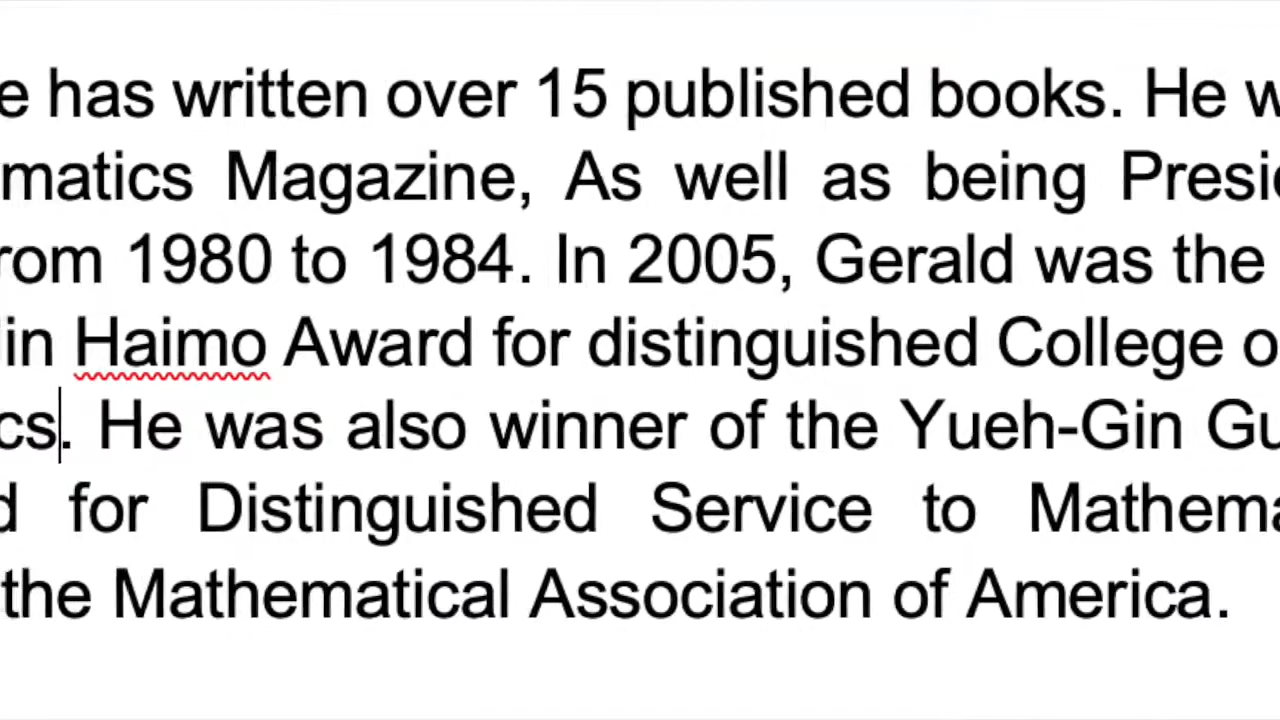 e has written over 15 published books. He w
matics Magazine, As well as being Presi
rom 1980 to 1984. In 2005, Gerald was the
in Haimo Award for distinguished College o
cs. He was also winner of the Yueh-Gin Gu
d for Distinguished Service to Mathema
the Mathematical Association of America.